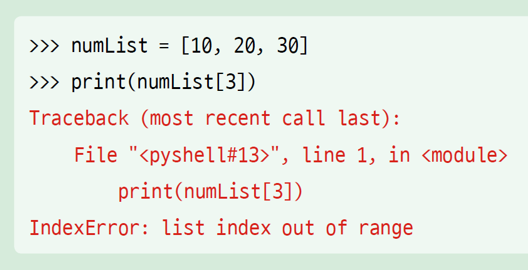 >>> numList = [10, 20, 30]
>>> print(numList[3])
Traceback (most recent call last):
    File "<pyshell#13>", line 1, in <module>
        print(numList[3])
IndexError: list index out of range